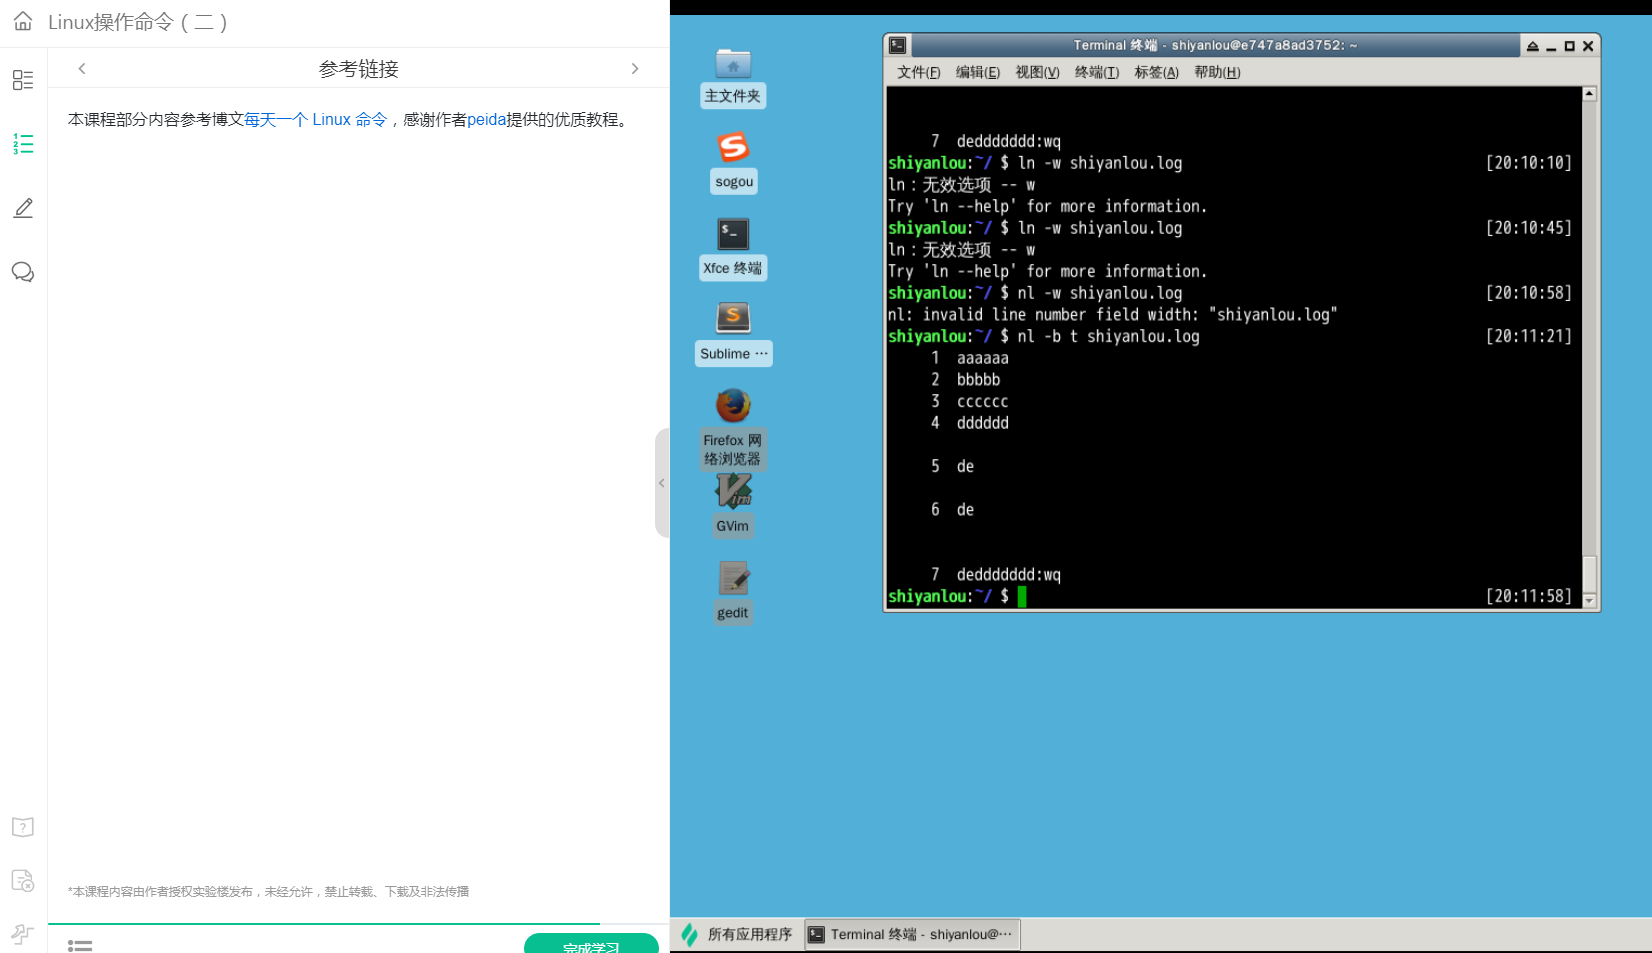 Linux操作命令（二）
参考链接
本课程部分内容参考博文每天一个 Linux 命令，感谢作者peida提供的优质教程。
*本课程内容由作者授权实验楼发布，未经允许，禁止转载、下载及非法传播
完成学习
主文件夹
sogou
Xfce 终端
Sublime ···
Firefox 网
络浏览器
GVim
gedit
Terminal 终端 - shiyanlou@e747a8ad3752: ~
文件(F) 编辑(E) 视图(V) 终端(T) 标签(A) 帮助(H)
7 deddddddd:wq
shiyanlou:~/ $ ln -w shiyanlou.log [20:10:10]
ln：无效选项 -- w
Try 'ln --help' for more information.
shiyanlou:~/ $ ln -w shiyanlou.log [20:10:45]
ln：无效选项 -- w
Try 'ln --help' for more information.
shiyanlou:~/ $ nl -w shiyanlou.log [20:10:58]
nl: invalid line number field width: "shiyanlou.log"
shiyanlou:~/ $ nl -b t shiyanlou.log [20:11:21]
1 aaaaaa
2 bbbbb
3 cccccc
4 dddddd
5 de
6 de
7 deddddddd:wq
shiyanlou:~/ $ [20:11:58]
所有应用程序
Terminal 终端 - shiyanlou@···